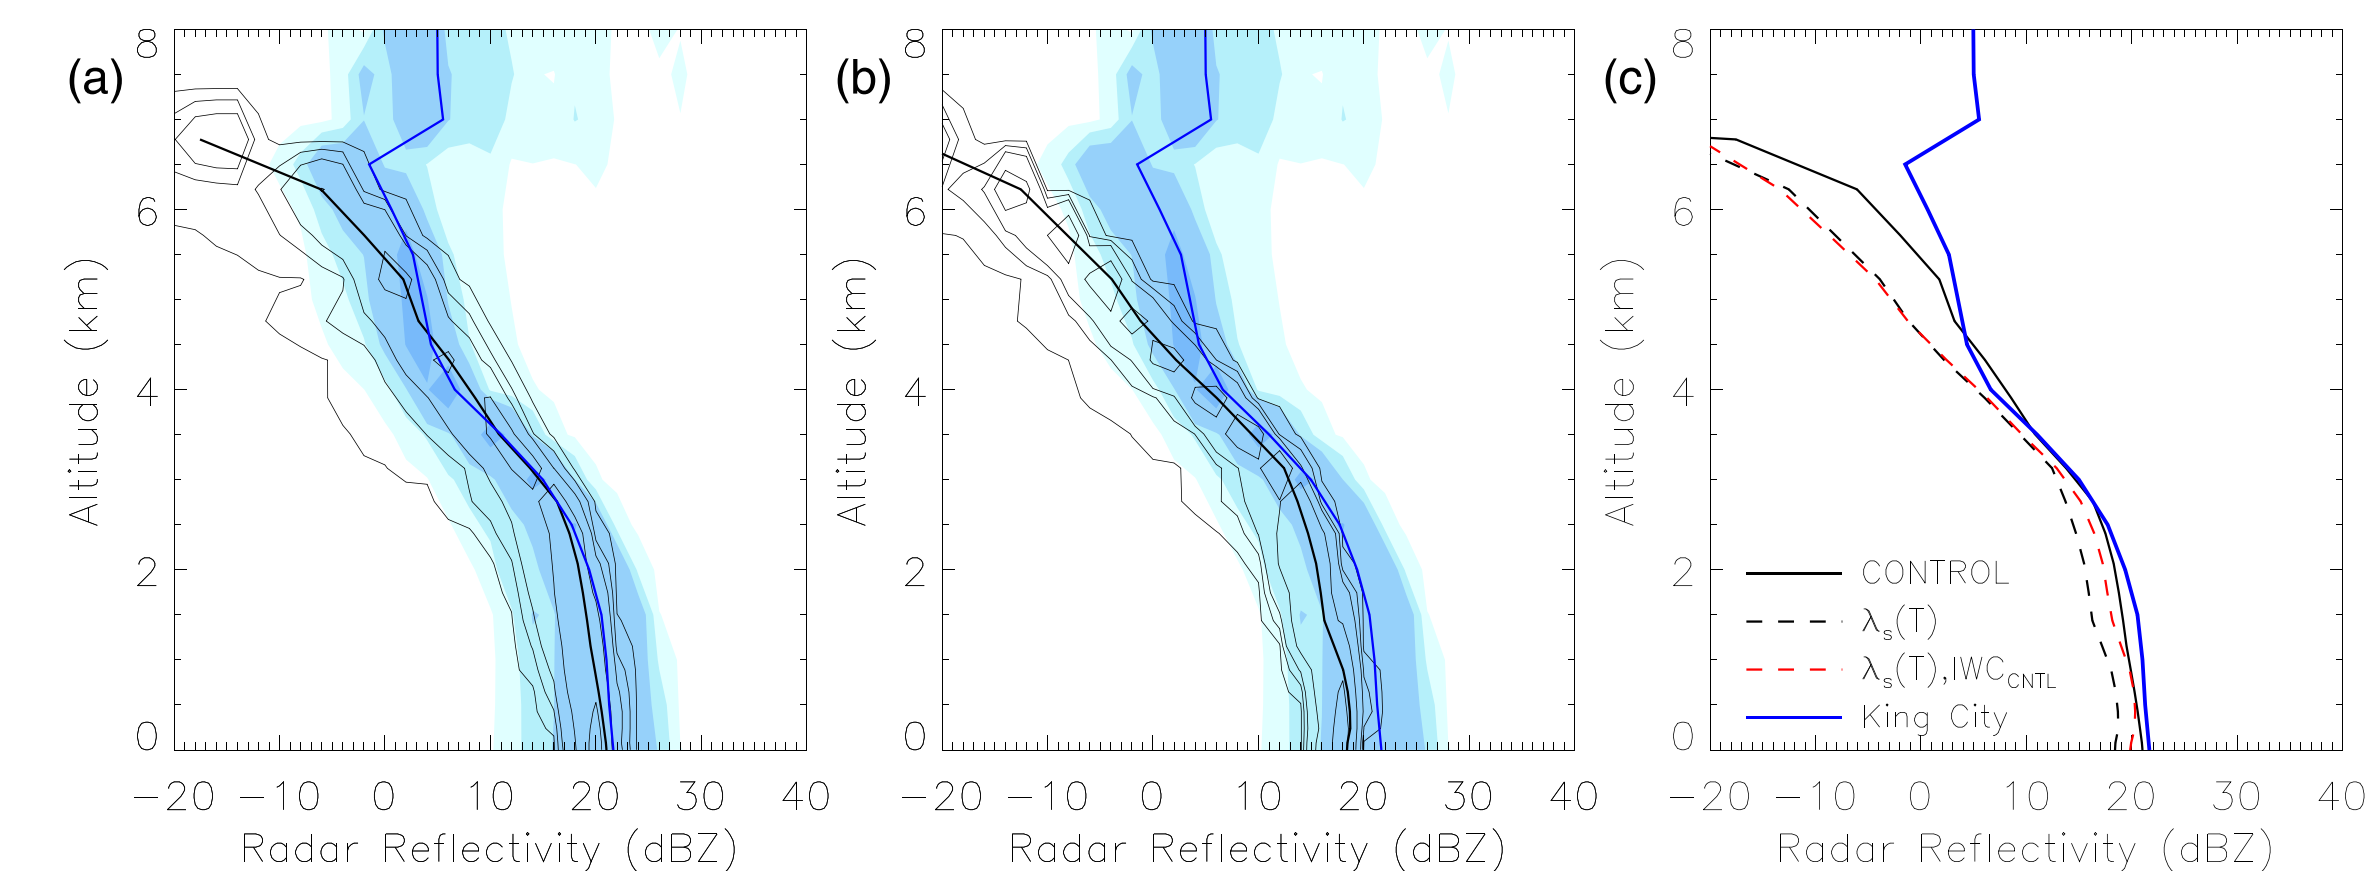 (a)
8
6
4
2
0
Altitude (km)
−20 −10 0 10 20 30 40
Radar Reflectivity (dBZ)
(b)
8
6
4
2
0
Altitude (km)
−20 −10 0 10 20 30 40
Radar Reflectivity (dBZ)
(c)
8
6
4
2
0
Altitude (km)
CONTROL
λs(T)
λs(T),IWCCNTL
King City
−20 −10 0 10 20 30 40
Radar Reflectivity (dBZ)